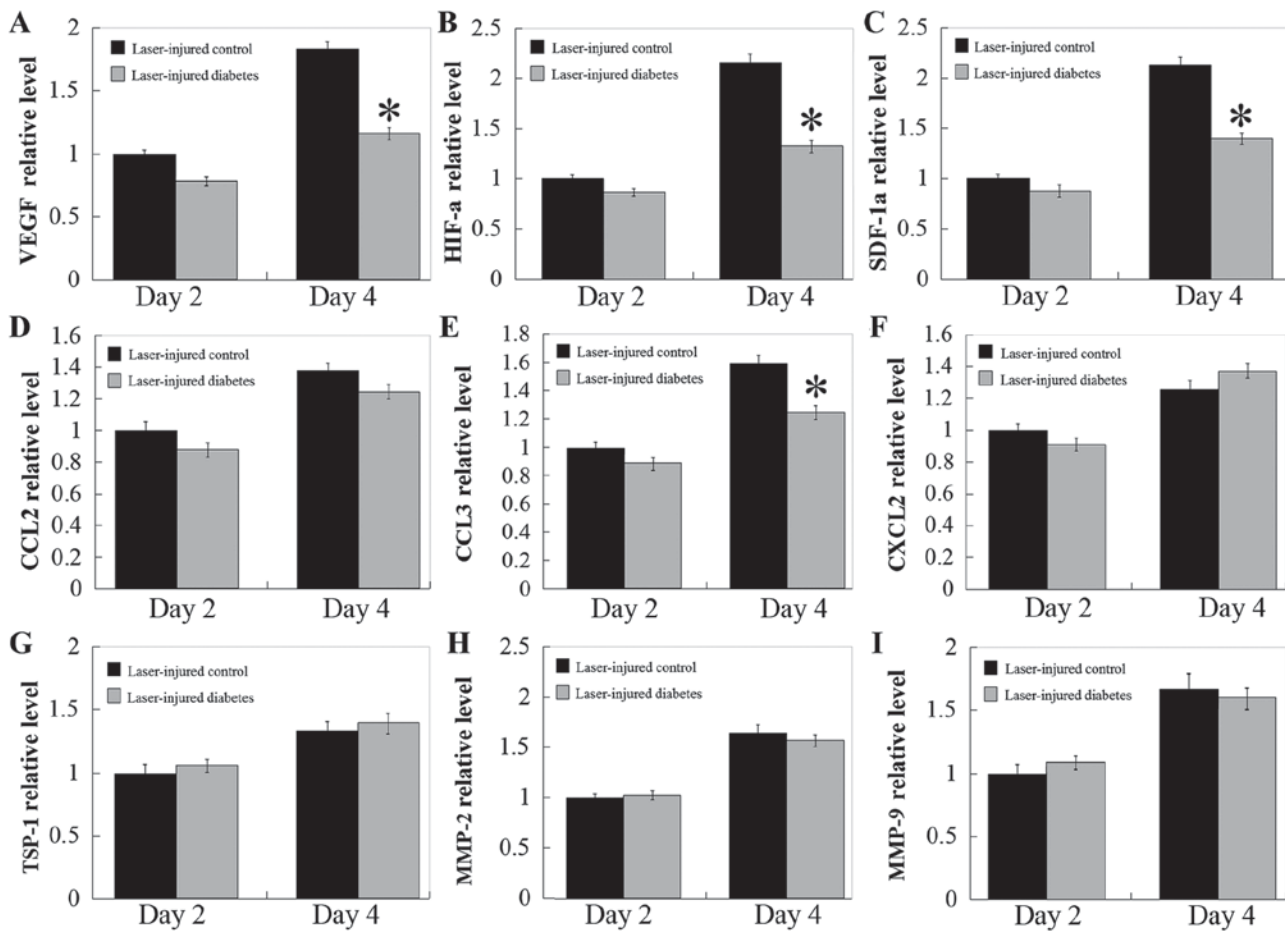 A
VEGF relative level
2
1.5
1
0.5
0
Laser-injured control
Laser-injured diabetes
*
Day 2
Day 4
B
HIF-a relative level
2.5
2
1.5
1
0.5
0
Laser-injured control
Laser-injured diabetes
*
Day 2
Day 4
C
SDF-1a relative level
2.5
2
1.5
1
0.5
0
Laser-injured control
Laser-injured diabetes
*
Day 2
Day 4
D
CCL2 relative level
1.6
1.4
1.2
1
0.8
0.6
0.4
0.2
0
Laser-injured control
Laser-injured diabetes
Day 2
Day 4
E
CCL3 relative level
1.8
1.6
1.4
1.2
1
0.8
0.6
0.4
0.2
0
Laser-injured control
Laser-injured diabetes
*
Day 2
Day 4
F
CXCL2 relative level
1.6
1.4
1.2
1
0.8
0.6
0.4
0.2
0
Laser-injured control
Laser-injured diabetes
Day 2
Day 4
G
TSP-1 relative level
2
1.5
1
0.5
0
Laser-injured control
Laser-injured diabetes
Day 2
Day 4
H
MMP-2 relative level
2.5
2
1.5
1
0.5
0
Laser-injured control
Laser-injured diabetes
Day 2
Day 4
I
MMP-9 relative level
2
1.5
1
0.5
0
Laser-injured control
Laser-injured diabetes
Day 2
Day 4